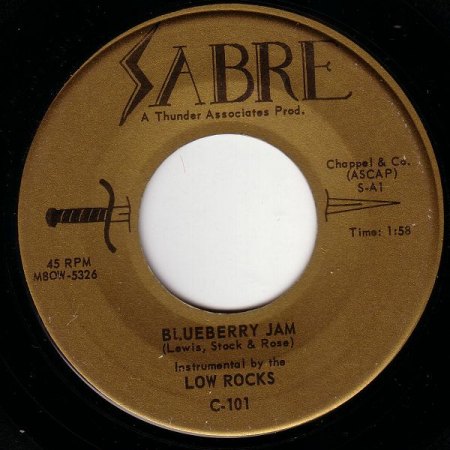 SABRE
A Thunder Associates Prod.
Chappel & Co.
(ASCAP)
S-A1
Time: 1:58
45 RPM
MBOW-5326
BLUEBERRY JAM
(Lewis, Stock & Rose)
Instrumental by the
LOW ROCKS
C-101